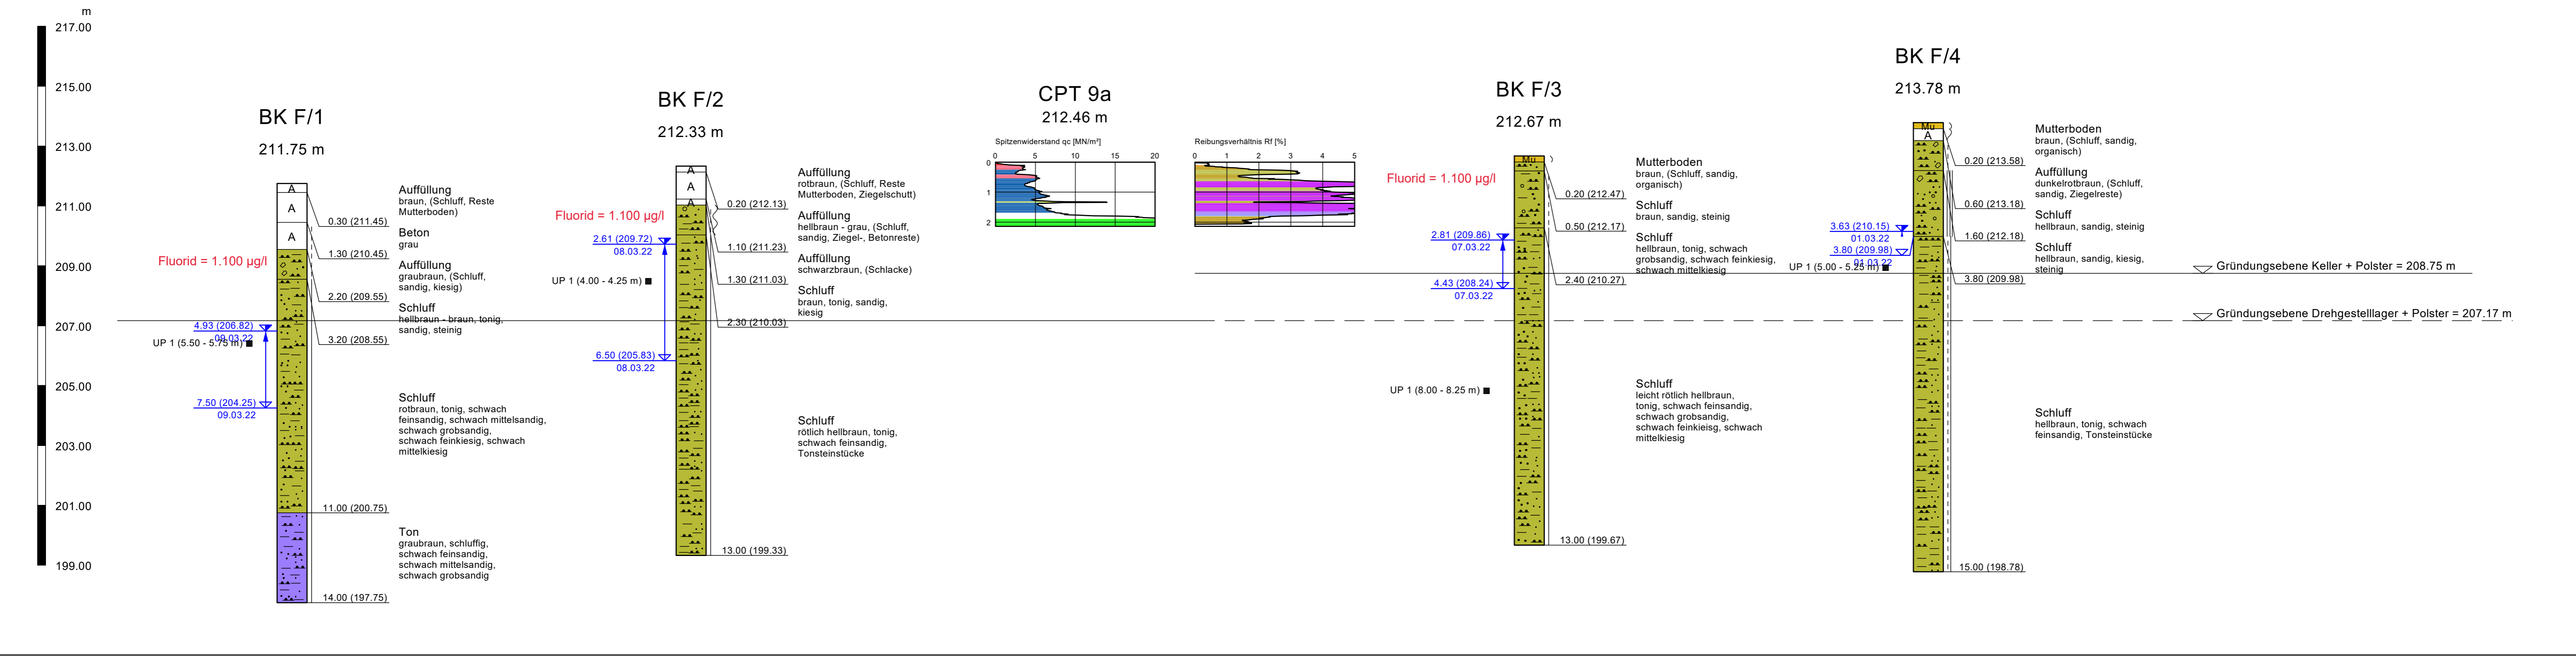 m
217.00
215.00
213.00
211.00
209.00
207.00
205.00
203.00
201.00
199.00
BK F/1
211.75 m
A
A
A
Fluorid = 1.100 µg/l
4.93 (206.82)
09.03.22
UP 1 (5.50 - 5.75 m)
7.50 (204.25)
09.03.22
0.30 (211.45)
1.30 (210.45)
2.20 (209.55)
3.20 (208.55)
11.00 (200.75)
14.00 (197.75)
Auffüllung
braun, (Schluff, Reste
Mutterboden)
Beton
grau
Auffüllung
graubraun, (Schluff,
sandig, kiesig)
Schluff
hellbraun - braun, tonig,
sandig, steinig
Schluff
rotbraun, tonig, schwach
feinsandig, schwach mittelsandig,
schwach grobsandig,
schwach feinkiesig, schwach
mittelkiesig
Ton
graubraun, schluffig,
schwach feinsandig,
schwach mittelsandig,
schwach grobsandig
BK F/2
212.33 m
A
A
A
Fluorid = 1.100 µg/l
2.61 (209.72)
08.03.22
UP 1 (4.00 - 4.25 m)
6.50 (205.83)
08.03.22
0.20 (212.13)
1.10 (211.23)
1.30 (211.03)
2.30 (210.03)
13.00 (199.33)
Auffüllung
rotbraun, (Schluff, Reste
Mutterboden, Ziegelschutt)
Auffüllung
hellbraun - grau, (Schluff,
sandig, Ziegel-, Betonreste)
Auffüllung
schwarzbraun, (Schlacke)
Schluff
braun, tonig, sandig,
kiesig
Schluff
rötlich hellbraun, tonig,
schwach feinsandig,
Tonsteinstücke
CPT 9a
212.46 m
Spitzenwiderstand qc [MN/m²]
0 5 10 15 20
0
1
2
Reibungsverhältnis Rf [%]
0 1 2 3 4 5
BK F/3
212.67 m
Mu
Fluorid = 1.100 µg/l
2.81 (209.86)
07.03.22
4.43 (208.24)
07.03.22
UP 1 (8.00 - 8.25 m)
0.20 (212.47)
0.50 (212.17)
2.40 (210.27)
13.00 (199.67)
Mutterboden
braun, (Schluff, sandig,
organisch)
Schluff
braun, sandig, steinig
Schluff
hellbraun, tonig, schwach
grobsandig, schwach feinkiesig,
schwach mittelkiesig
Schluff
leicht rötlich hellbraun,
tonig, schwach feinsandig,
schwach grobsandig,
schwach feinkieisg, schwach
mittelkiesig
BK F/4
213.78 m
Mu
A
3.63 (210.15)
01.03.22
3.80 (209.98)
01.03.22
UP 1 (5.00 - 5.25 m)
0.20 (213.58)
0.60 (213.18)
1.60 (212.18)
3.80 (209.98)
15.00 (198.78)
Mutterboden
braun, (Schluff, sandig,
organisch)
Auffüllung
dunkelrotbraun, (Schluff,
sandig, Ziegelreste)
Schluff
hellbraun, sandig, steinig
Schluff
hellbraun, sandig, kiesig,
steinig
Schluff
hellbraun, tonig, schwach
feinsandig, Tonsteinstücke
Gründungsebene Keller + Polster = 208.75 m
Gründungsebene Drehgestelllager + Polster = 207.17 m